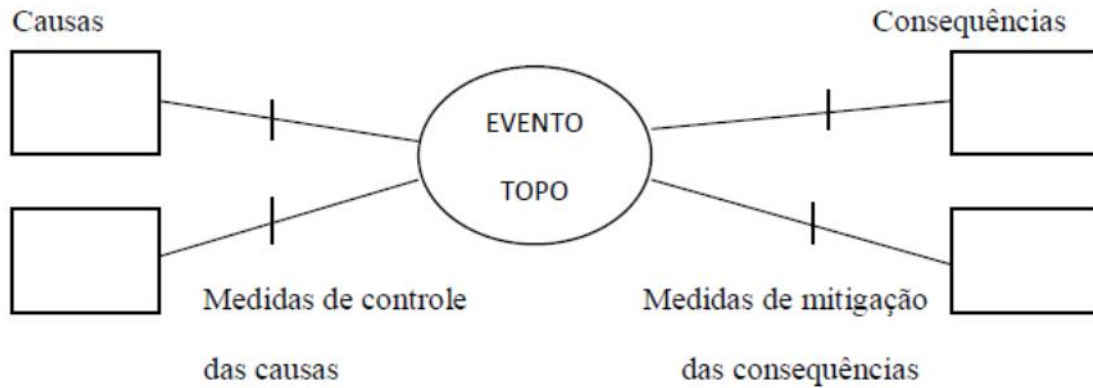 Causas
Consequências
EVENTO
TOPO
Medidas de controle
das causas
Medidas de mitigação
das consequências